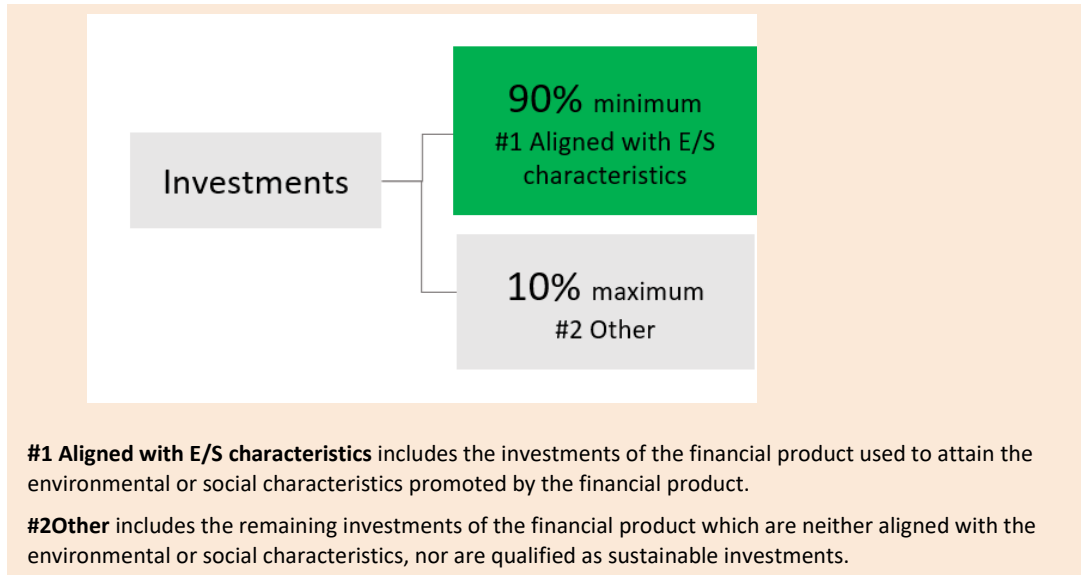 90% minimum
#1 Aligned with E/S
characteristics
Investments
10% maximum
#2 Other
#1 Aligned with E/S characteristics includes the investments of the financial product used to attain the
environmental or social characteristics promoted by the financial product.
#2Other includes the remaining investments of the financial product which are neither aligned with the
environmental or social characteristics, nor are qualified as sustainable investments.